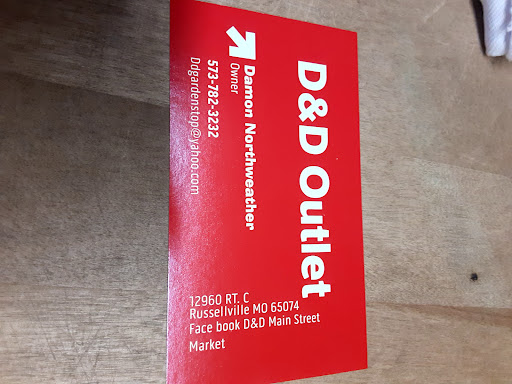 D&D Outlet
Damon Northweather
Owner
573-782-3232
Ddgardenstop@yahoo.com
12960 RT. C
Russellville MO 65074
Face book D&D Main Street
Market